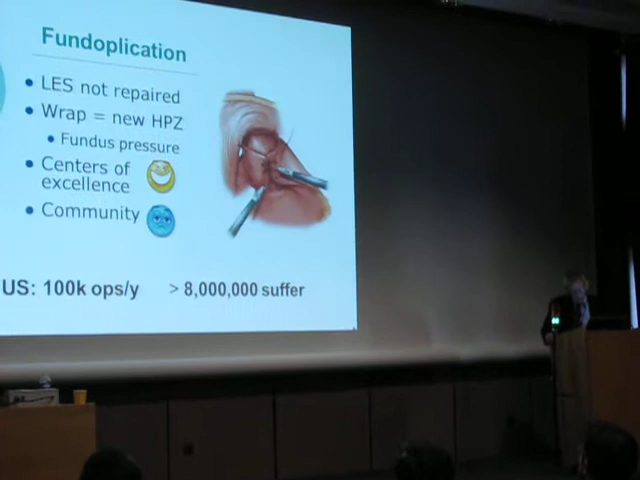 Fundoplication
• LES not repaired
• Wrap = new HPZ
• Fundus pressure
• Centers of
excellence
• Community
US: 100k ops/y > 8,000,000 suffer